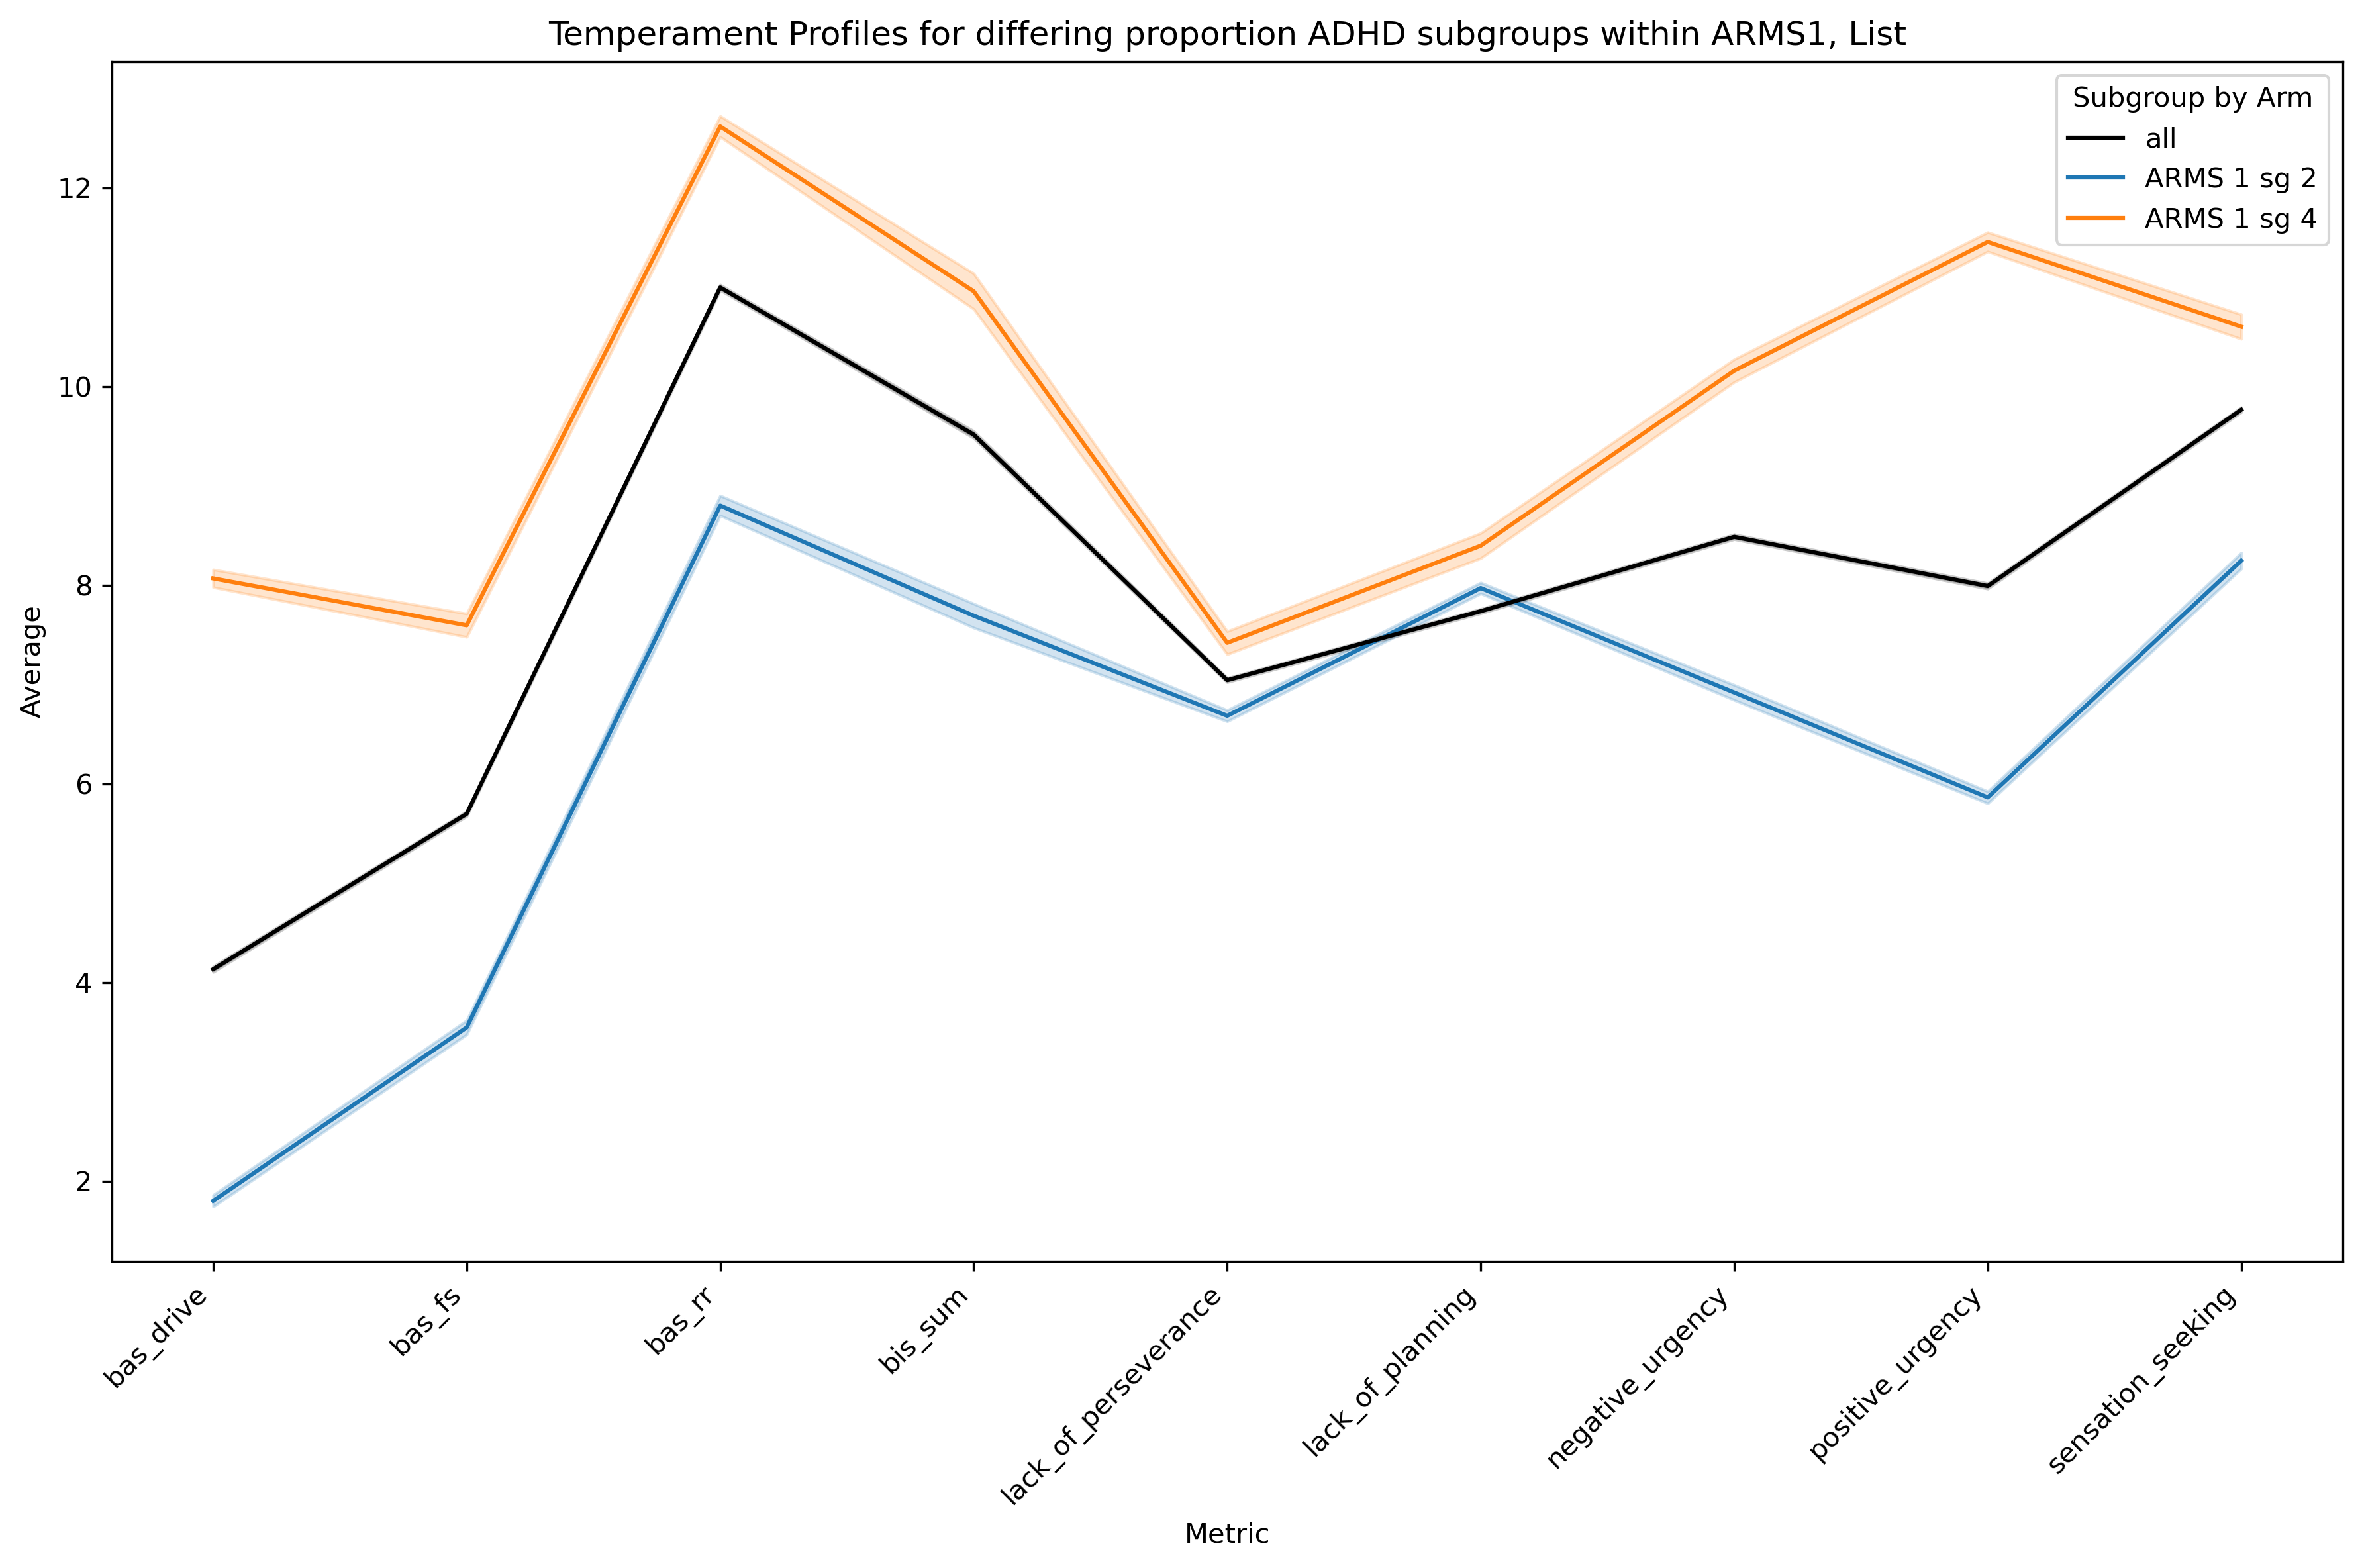 Temperament Profiles for differing proportion ADHD subgroups within ARMS1, List
Subgroup by Arm
all
ARMS 1 sg 2
ARMS 1 sg 4
Average
12
10
8
6
4
2
bas_drive
bas_fs
bas_rr
bis_sum
lack_of_perseverance
lack_of_planning
negative_urgency
positive_urgency
sensation_seeking
Metric